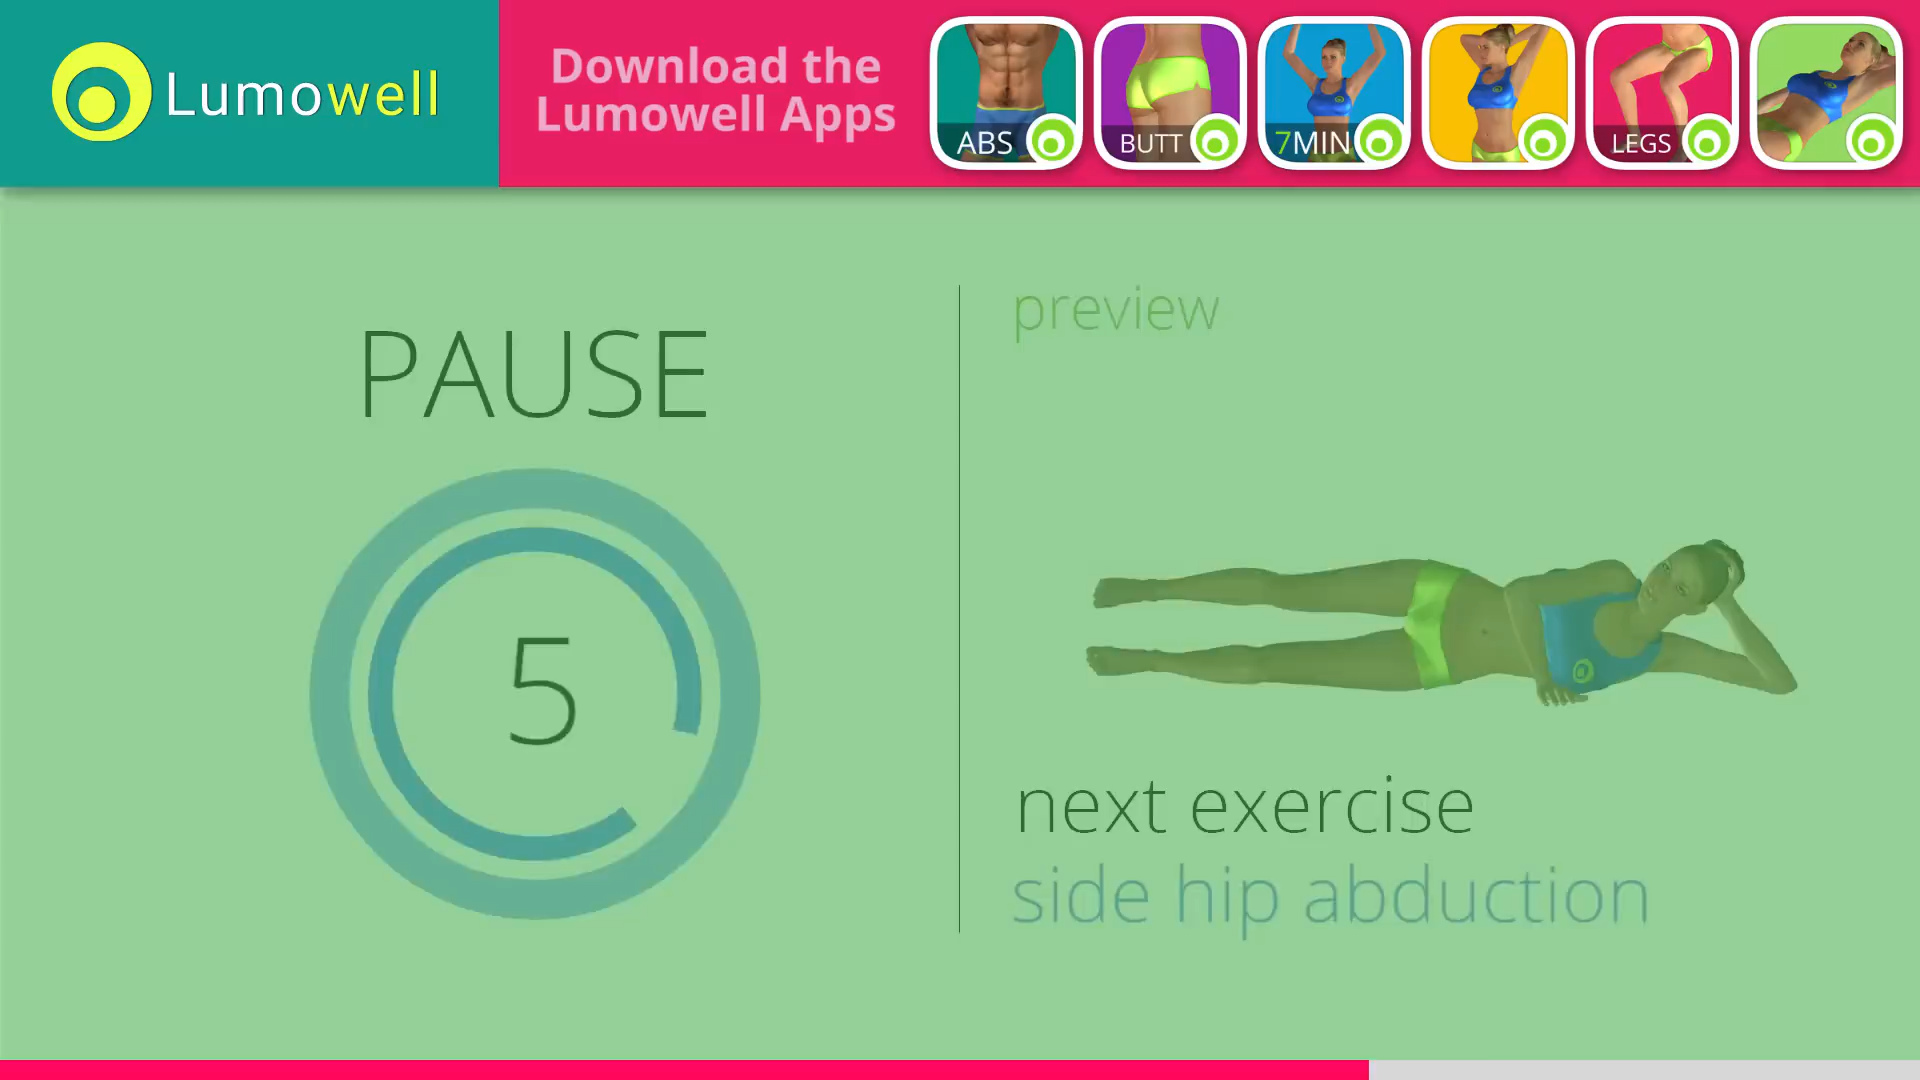 Lumowell
Download the
Lumowell Apps
ABS
BUTT
7MIN
LEGS
PAUSE
5
preview
next exercise
side hip abduction